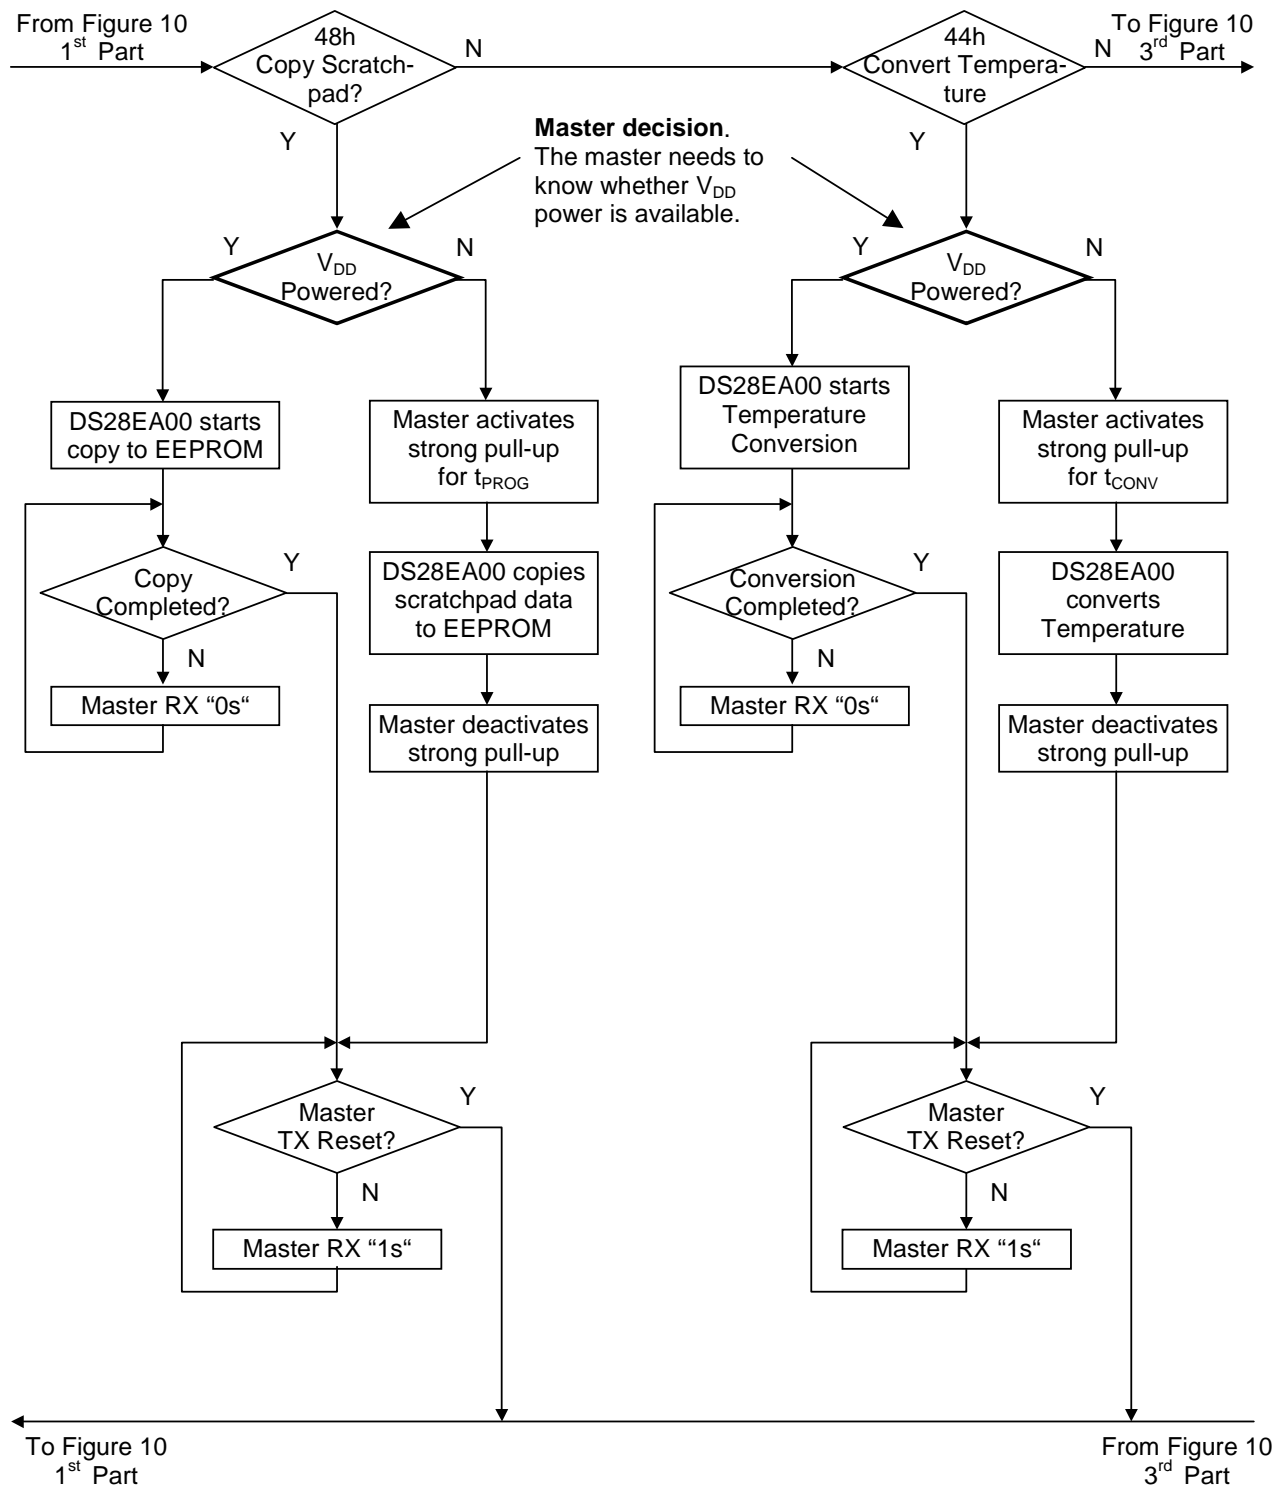 From Figure 10
1st Part
48h
Copy Scratch-
pad?
N
Y
44h
Convert Tempera-
ture
N
Y
To Figure 10
3rd Part
Master decision.
The master needs to
know whether VDD
power is available.
Y
VDD
Powered?
N
Y
VDD
Powered?
N
DS28EA00 starts
copy to EEPROM
Master activates
strong pull-up
for tPROG
DS28EA00 starts
Temperature
Conversion
Master activates
strong pull-up
for tCONV
Copy
Completed?
Y
N
Master RX “0s“
DS28EA00 copies
scratchpad data
to EEPROM
Master deactivates
strong pull-up
Conversion
Completed?
Y
N
Master RX “0s“
DS28EA00
converts
Temperature
Master deactivates
strong pull-up
Master
TX Reset?
Y
N
Master RX “1s“
Master
TX Reset?
Y
N
Master RX “1s“
To Figure 10
1st Part
From Figure 10
3rd Part